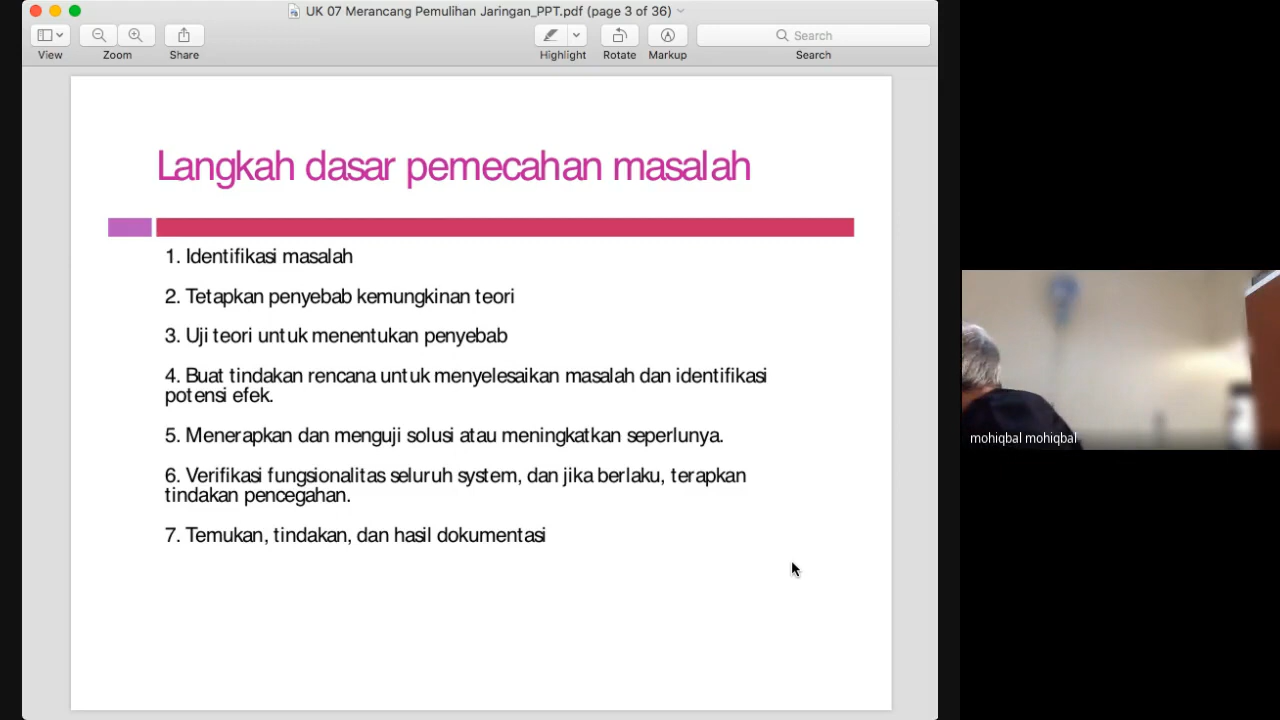 UK 07 Merancang Pemulihan Jaringan_PPT.pdf (page 3 of 36)
View
Zoom
Share
Highlight
Rotate
Markup
Search
Search
Langkah dasar pemecahan masalah
1. Identifikasi masalah
2. Tetapkan penyebab kemungkinan teori
3. Uji teori untuk menentukan penyebab
4. Buat tindakan rencana untuk menyelesaikan masalah dan identifikasi
potensi efek.
5. Menerapkan dan menguji solusi atau meningkatkan seperlunya.
6. Verifikasi fungsionalitas seluruh system, dan jika berlaku, terapkan
tindakan pencegahan.
7. Temukan, tindakan, dan hasil dokumentasi
mohiqbal mohiqbal